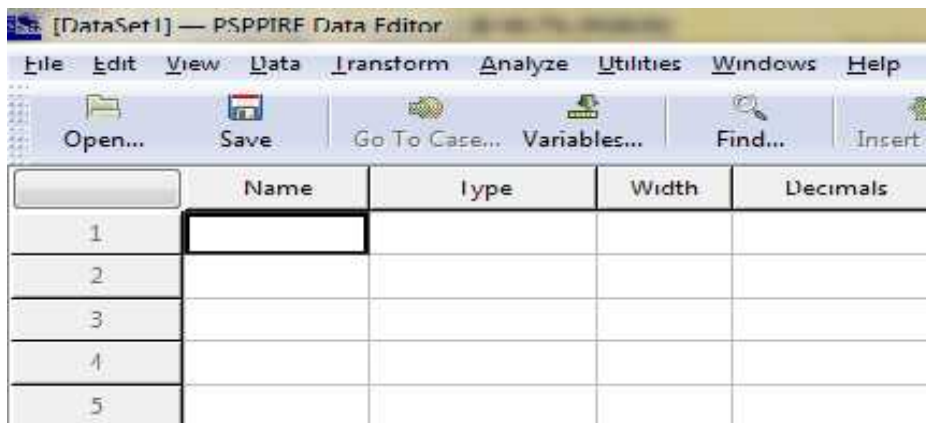 [DataSet1] — PSPPIRE Data Editor
File Edit View Data Transform Analyze Utilities Windows Help
Open... Save Go To Case... Variables... Find... Insert
Name Type Width Decimals
1
2
3
4
5